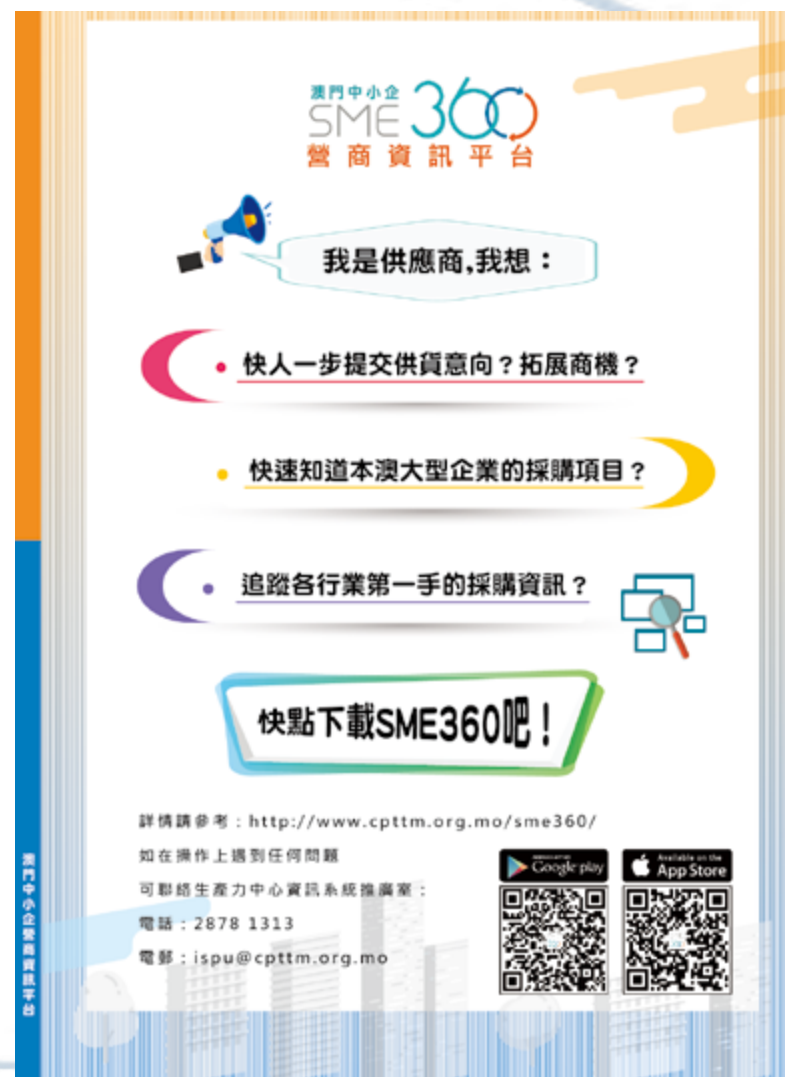 澳門中小企
SME 360
營商資訊平台
我是供應商,我想：
• 快人一步提交供貨意向？拓展商機？
• 快速知道本澳大型企業的採購項目？
• 追蹤各行業第一手的採購資訊？
快點下載SME360吧！
詳情請參考：http://www.cpttm.org.mo/sme360/
如在操作上遇到任何問題
可聯絡生產力中心資訊系統推廣室：
電話：2878 1313
電郵：ispu@cpttm.org.mo
Google play
Available on the
App Store
澳門中小企營商資訊平台